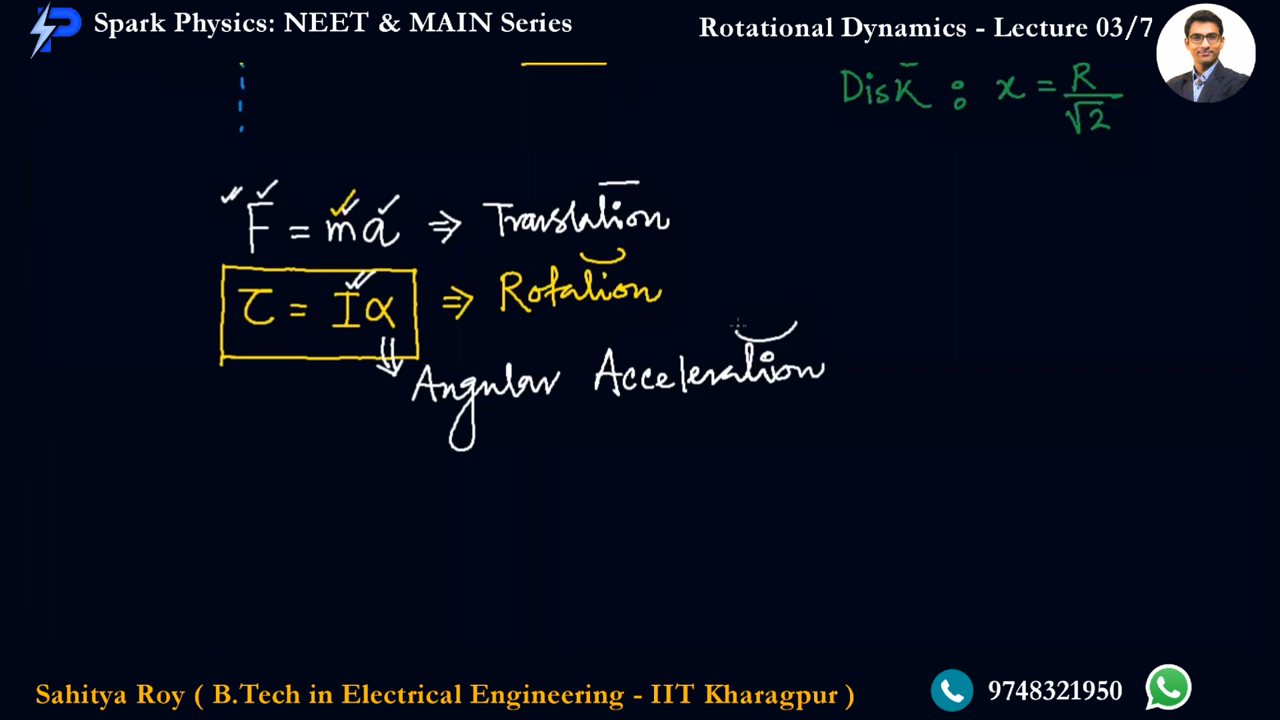 Spark Physics: NEET & MAIN Series
Rotational Dynamics - Lecture 03/7
Disk : x = R/√2
F = ma ⇒ Translation
τ = Iα ⇒ Rotation
⇓ Angular Acceleration
Sahitya Roy ( B.Tech in Electrical Engineering - IIT Kharagpur )
9748321950